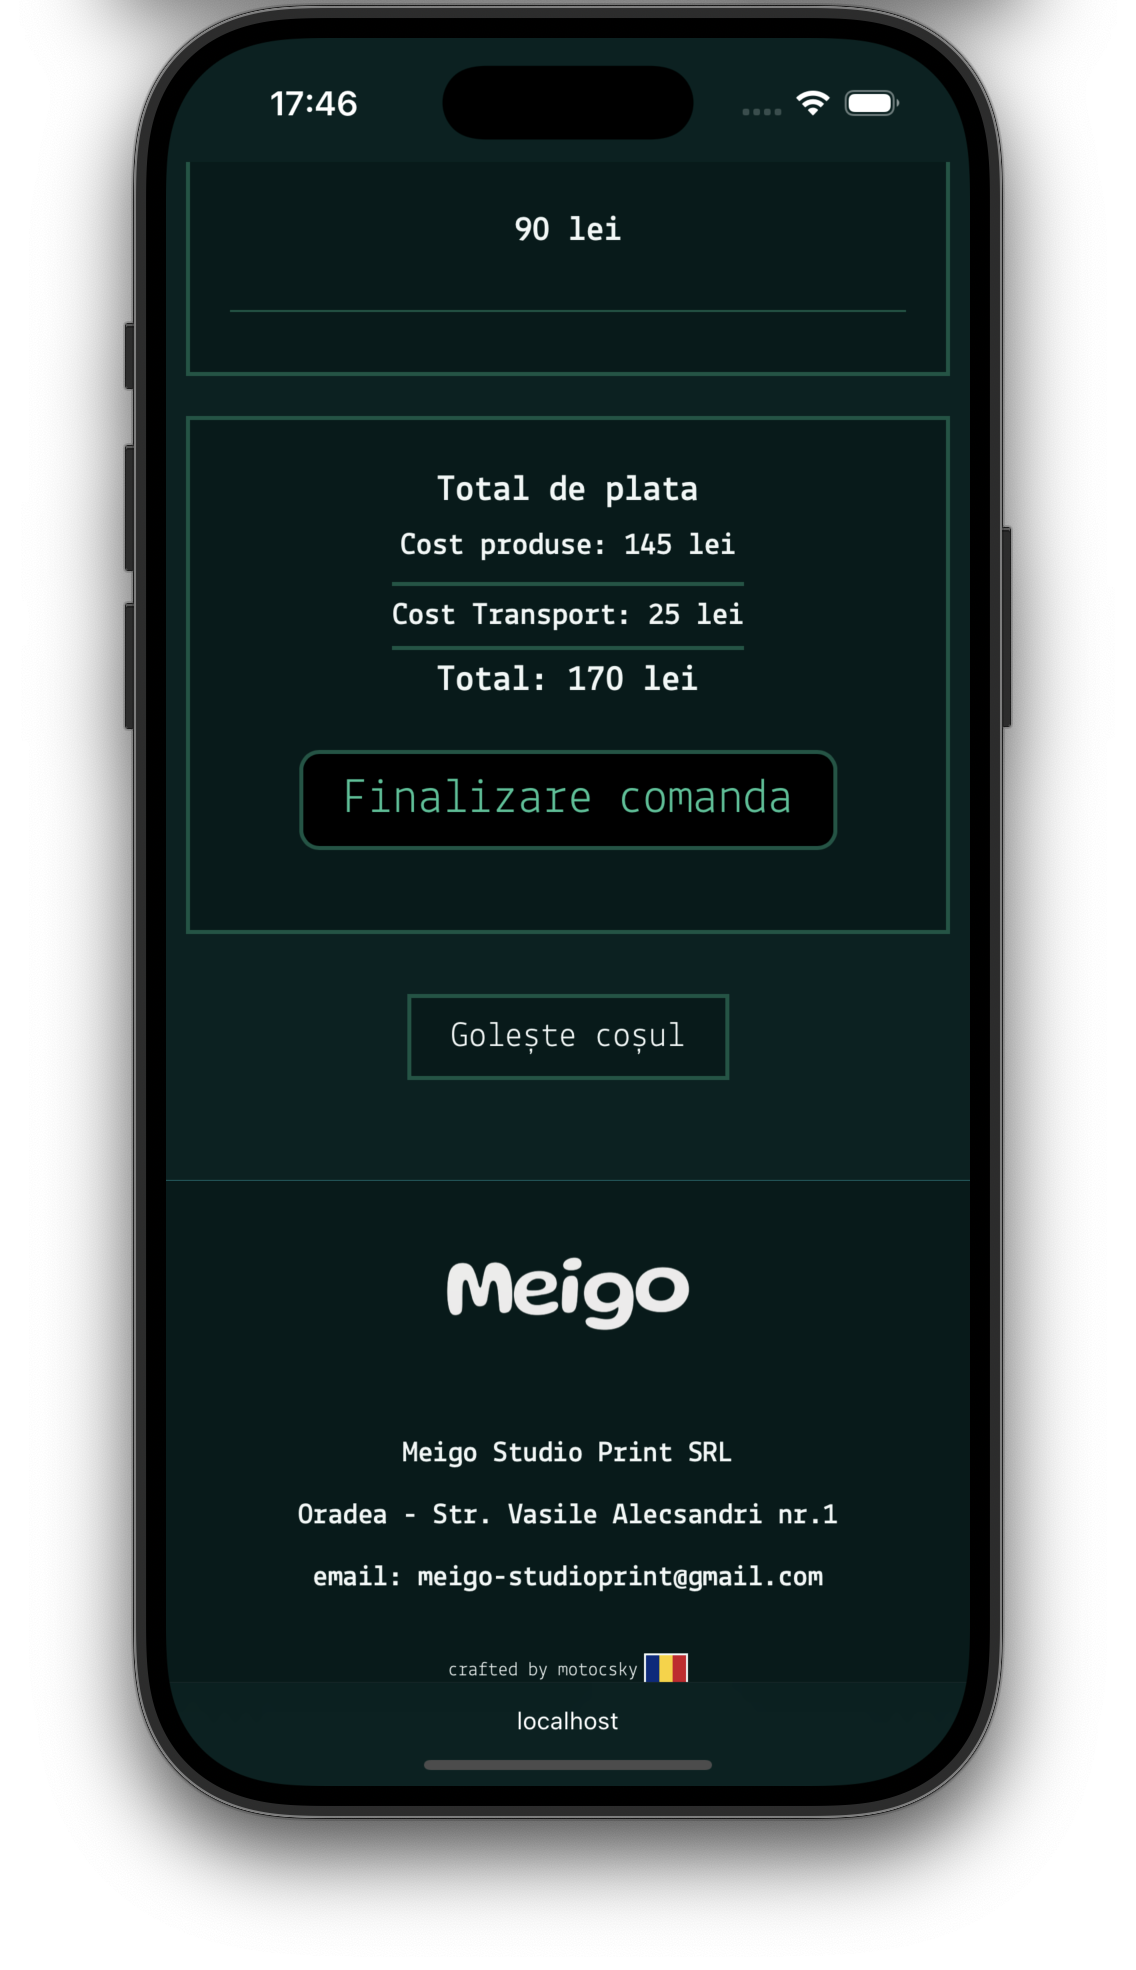 17:46
90 lei
Total de plata
Cost produse: 145 lei
Cost Transport: 25 lei
Total: 170 lei
Finalizare comanda
Golește coșul
Meigo
Meigo Studio Print SRL
Oradea - Str. Vasile Alecsandri nr.1
email: meigo-studioprint@gmail.com
crafted by motocsky
localhost